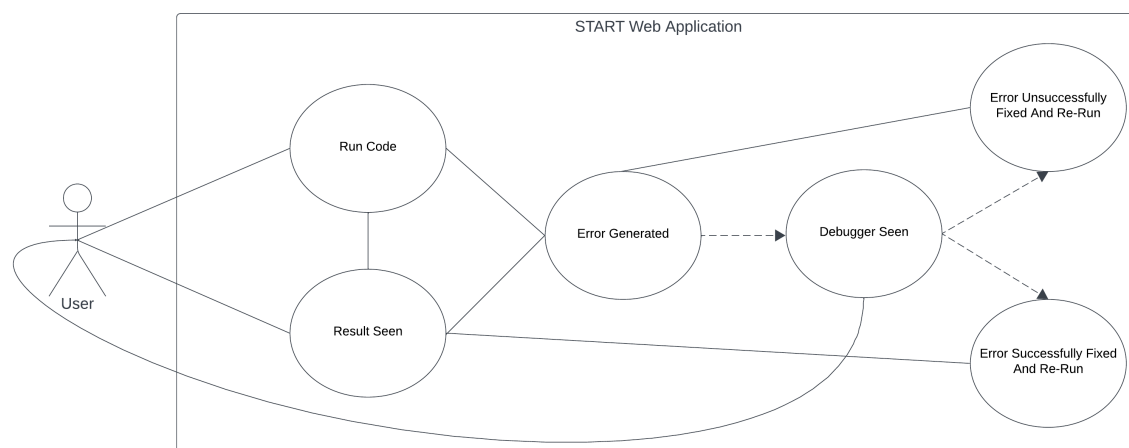 START Web Application
Error Unsuccessfully
Fixed And Re-Run
Run Code
Error Generated
Debugger Seen
User
Result Seen
Error Successfully Fixed
And Re-Run